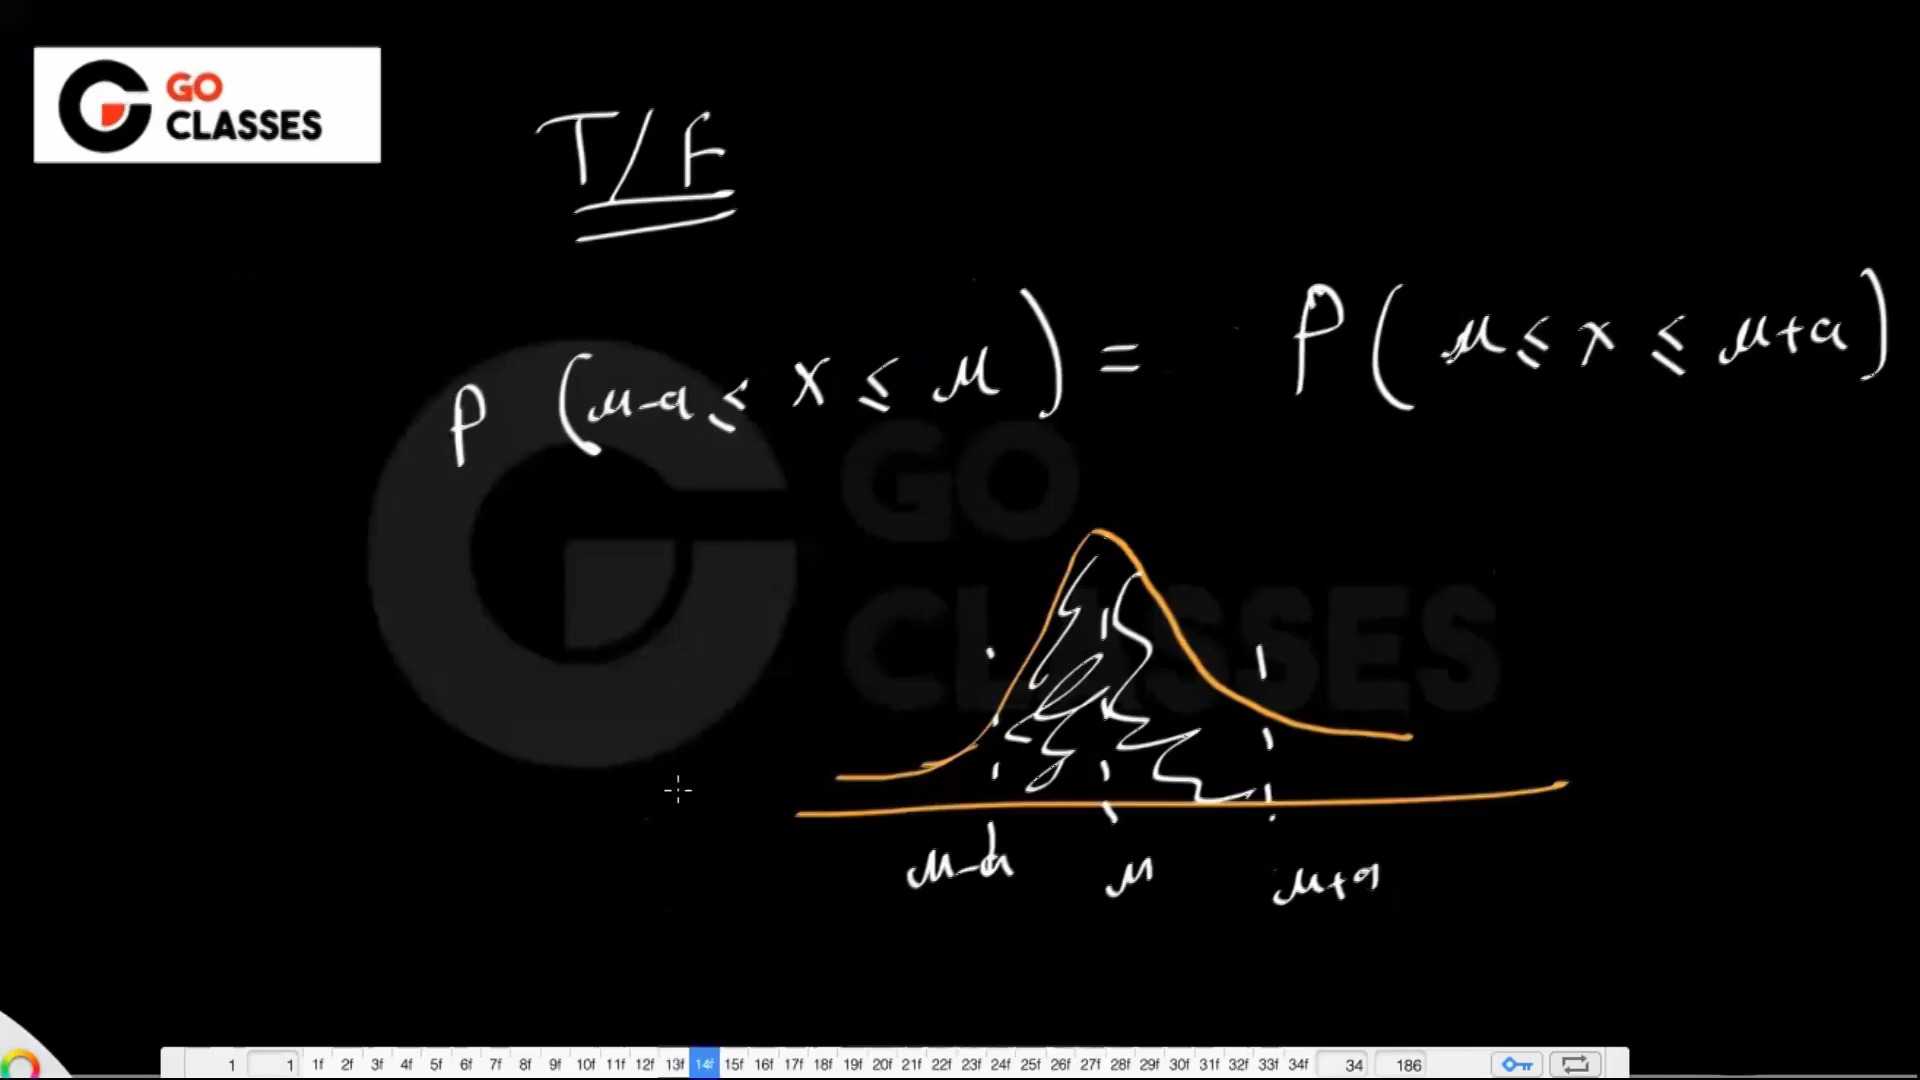 GO
CLASSES
T/F
P (μ-a ≤ x ≤ μ) = P(μ ≤ x ≤ μ+a)
GO
CLASSES
μ-a μ μ+a
1 1 1f 2f 3f 4f 5f 6f 7f 8f 9f 10f 11f 12f 13f 14f 15f 16f 17f 18f 19f 20f 21f 22f 23f 24f 25f 26f 27f 28f 29f 30f 31f 32f 33f 34f 34 186